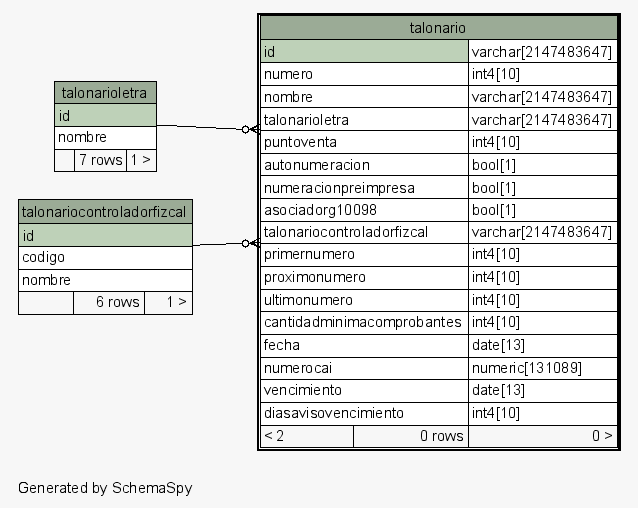 talonario
id varchar[2147483647]
numero int4[10]
nombre varchar[2147483647]
talonarioletra varchar[2147483647]
puntoventa int4[10]
autonumeracion bool[1]
numeracionpreimpresa bool[1]
asociadorg10098 bool[1]
talonariocontroladorfizcal varchar[2147483647]
primernumero int4[10]
proximonumero int4[10]
ultimonumero int4[10]
cantidadminimacomprobantes int4[10]
fecha date[13]
numerocai numeric[131089]
vencimiento date[13]
diasavisovencimiento int4[10]
< 2 0 rows 0 >
talonarioletra
id
nombre
7 rows 1 >
talonariocontroladorfizcal
id
codigo
nombre
6 rows 1 >
Generated by SchemaSpy